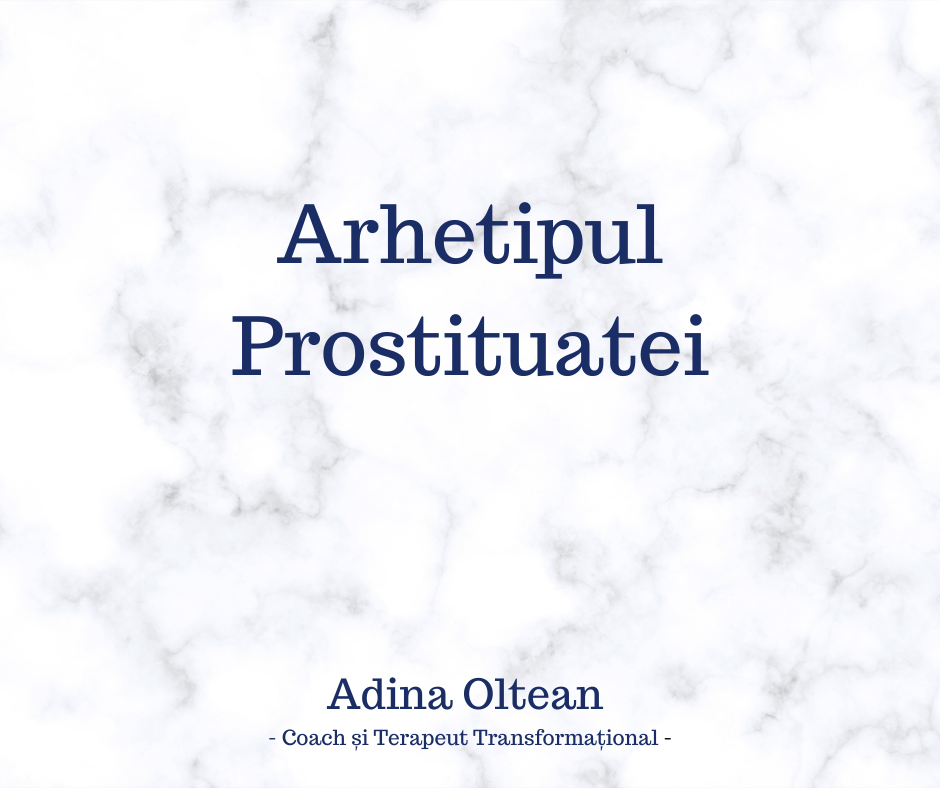 Arhetipul
Prostituatei
Adina Oltean
- Coach și Terapeut Transformațional -